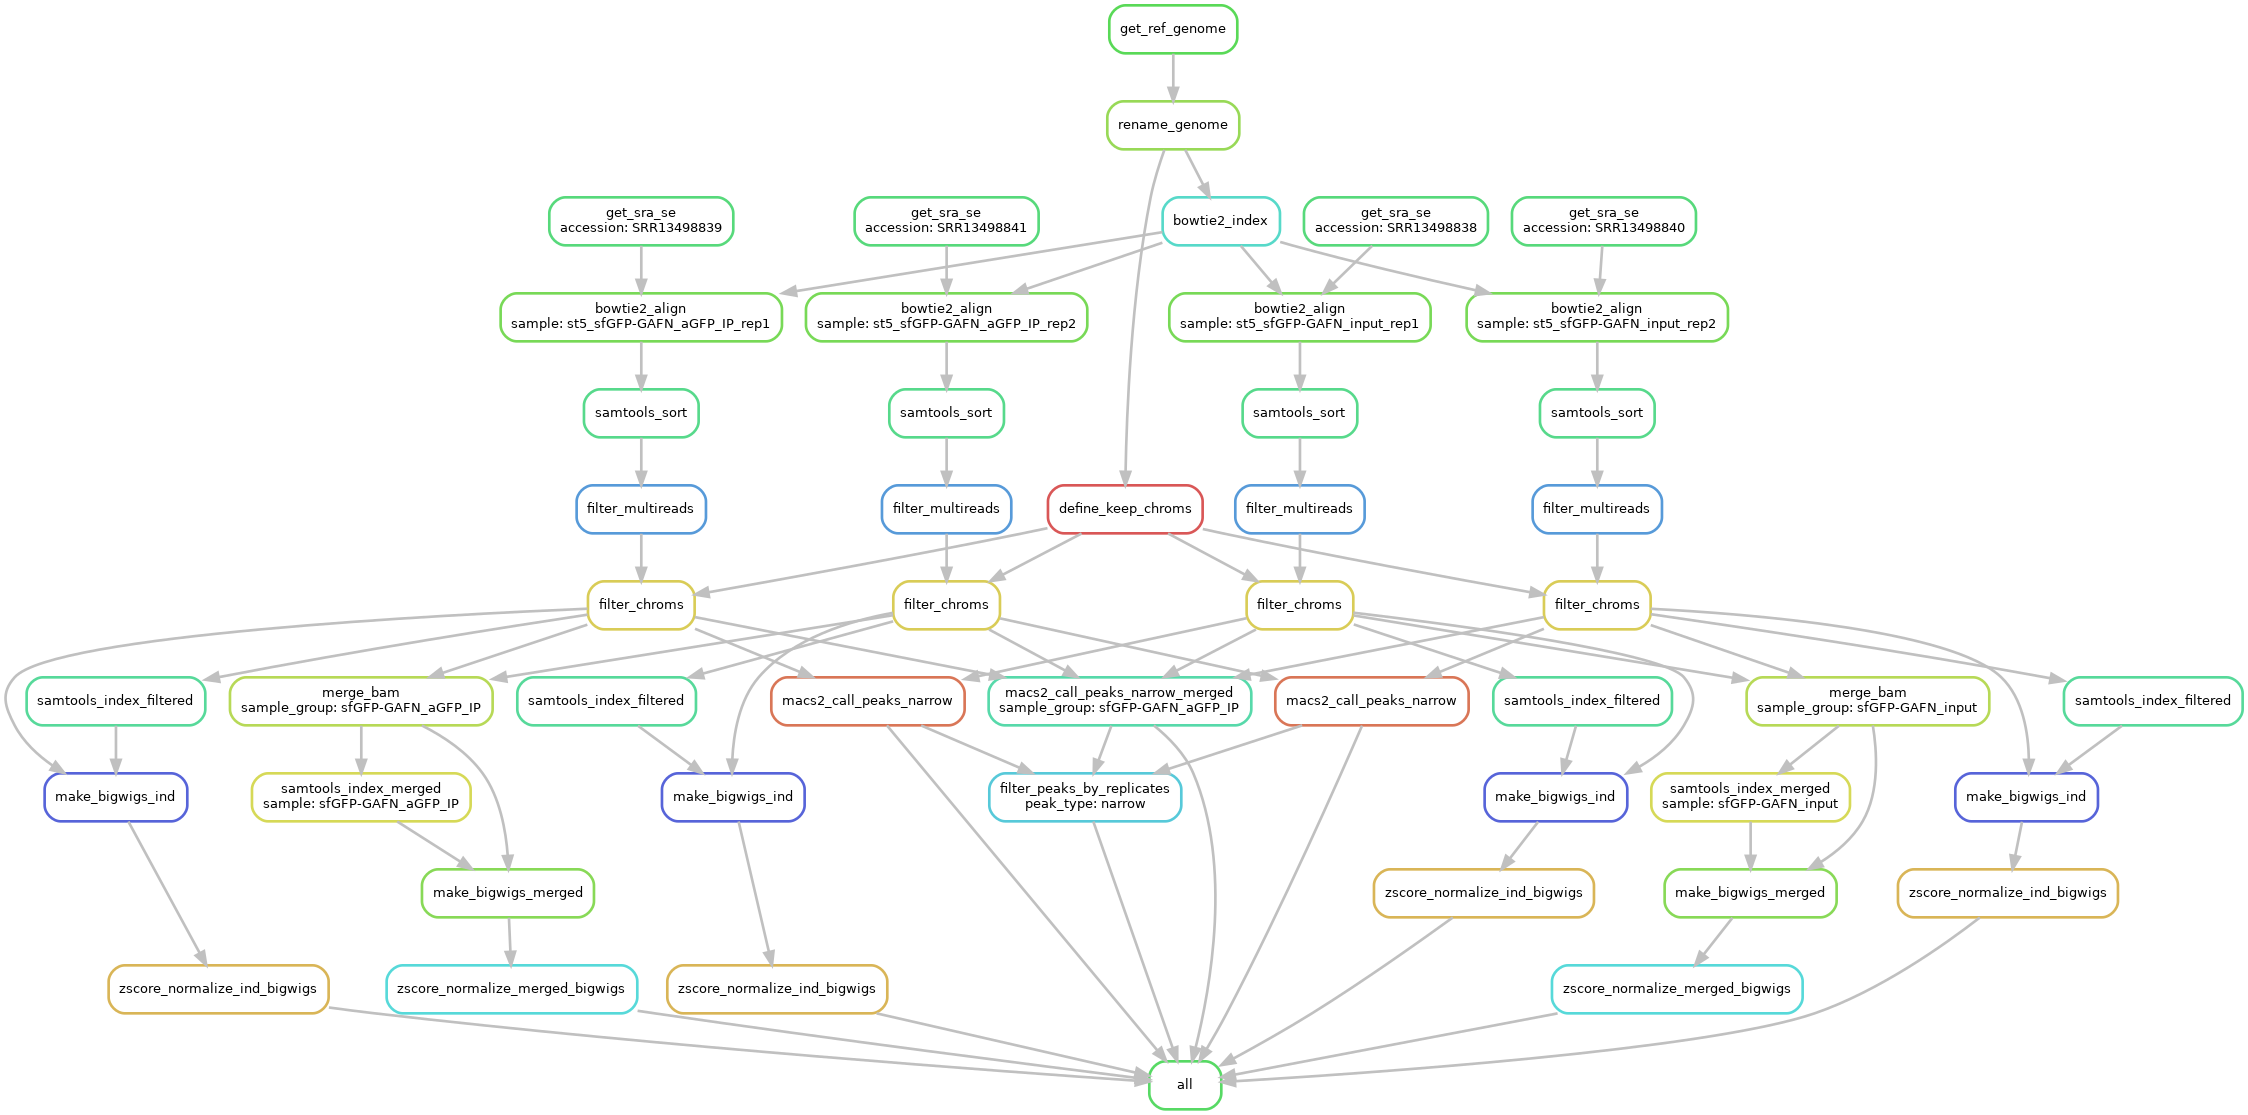 get_ref_genome
rename_genome
get_sra_se
accession: SRR13498839
get_sra_se
accession: SRR13498841
bowtie2_index
get_sra_se
accession: SRR13498838
get_sra_se
accession: SRR13498840
bowtie2_align
sample: st5_sfGFP-GAFN_aGFP_IP_rep1
bowtie2_align
sample: st5_sfGFP-GAFN_aGFP_IP_rep2
bowtie2_align
sample: st5_sfGFP-GAFN_input_rep1
bowtie2_align
sample: st5_sfGFP-GAFN_input_rep2
samtools_sort
samtools_sort
samtools_sort
samtools_sort
filter_multireads
filter_multireads
define_keep_chroms
filter_multireads
filter_multireads
filter_chroms
filter_chroms
filter_chroms
filter_chroms
samtools_index_filtered
merge_bam
sample_group: sfGFP-GAFN_aGFP_IP
samtools_index_filtered
macs2_call_peaks_narrow
macs2_call_peaks_narrow_merged
sample_group: sfGFP-GAFN_aGFP_IP
macs2_call_peaks_narrow
samtools_index_filtered
merge_bam
sample_group: sfGFP-GAFN_input
samtools_index_filtered
make_bigwigs_ind
samtools_index_merged
sample: sfGFP-GAFN_aGFP_IP
make_bigwigs_ind
filter_peaks_by_replicates
peak_type: narrow
make_bigwigs_ind
samtools_index_merged
sample: sfGFP-GAFN_input
make_bigwigs_ind
make_bigwigs_merged
zscore_normalize_ind_bigwigs
make_bigwigs_merged
zscore_normalize_ind_bigwigs
zscore_normalize_ind_bigwigs
zscore_normalize_merged_bigwigs
zscore_normalize_ind_bigwigs
zscore_normalize_merged_bigwigs
all